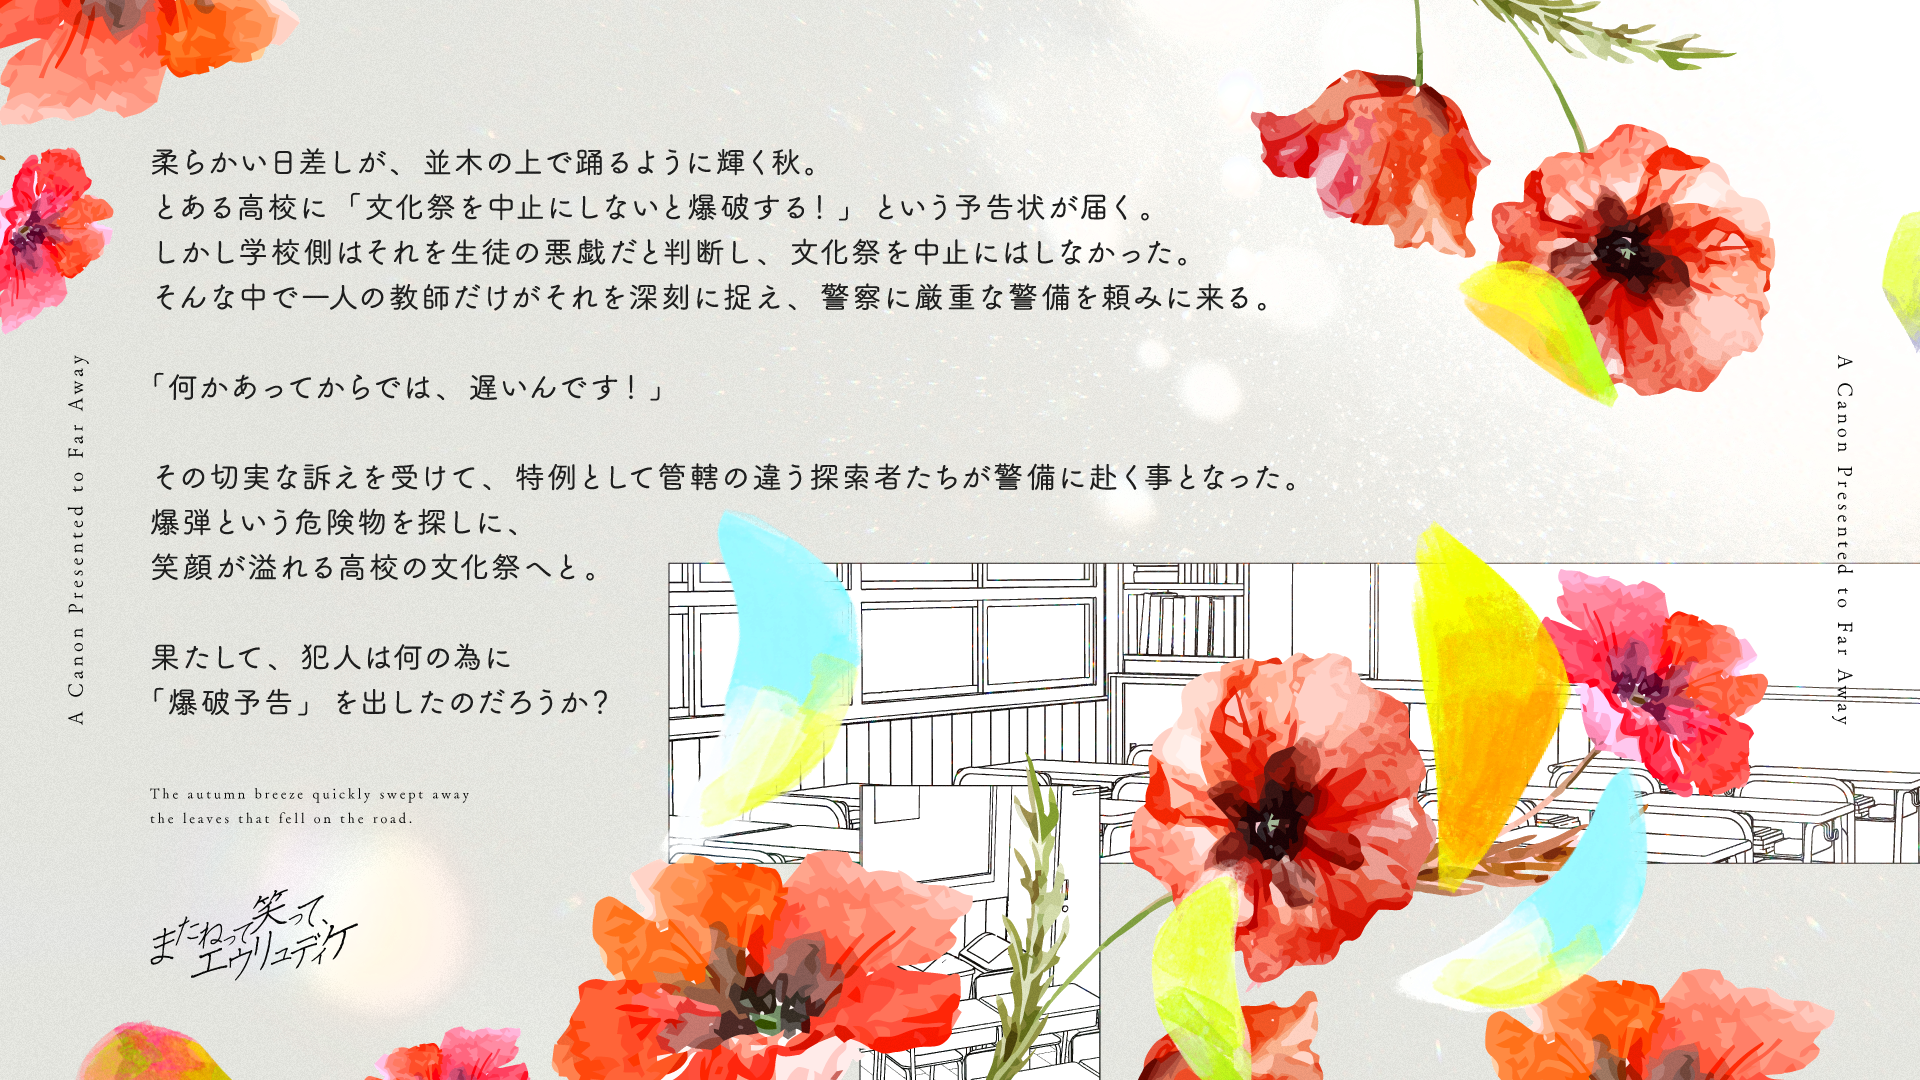 柔らかい日差しが、並木の上で踊るように輝く秋。
とある高校に「文化祭を中止にしないと爆破する！」という予告状が届く。
しかし学校側はそれを生徒の悪戯だと判断し、文化祭を中止にはしなかった。
そんな中で一人の教師だけがそれを深刻に捉え、警察に厳重な警備を頼みに来る。
「何かあってからでは、遅いんです！」
その切実な訴えを受けて、特例として管轄の違う探索者たちが警備に赴く事となった。
爆弾という危険物を探しに、
笑顔が溢れる高校の文化祭へと。
果たして、犯人は何の為に
「爆破予告」を出したのだろうか？
The autumn breeze quickly swept away
the leaves that fell on the road.
またねって笑って、
エウリュディケ
A Canon Presented to Far Away
A Canon Presented to Far Away